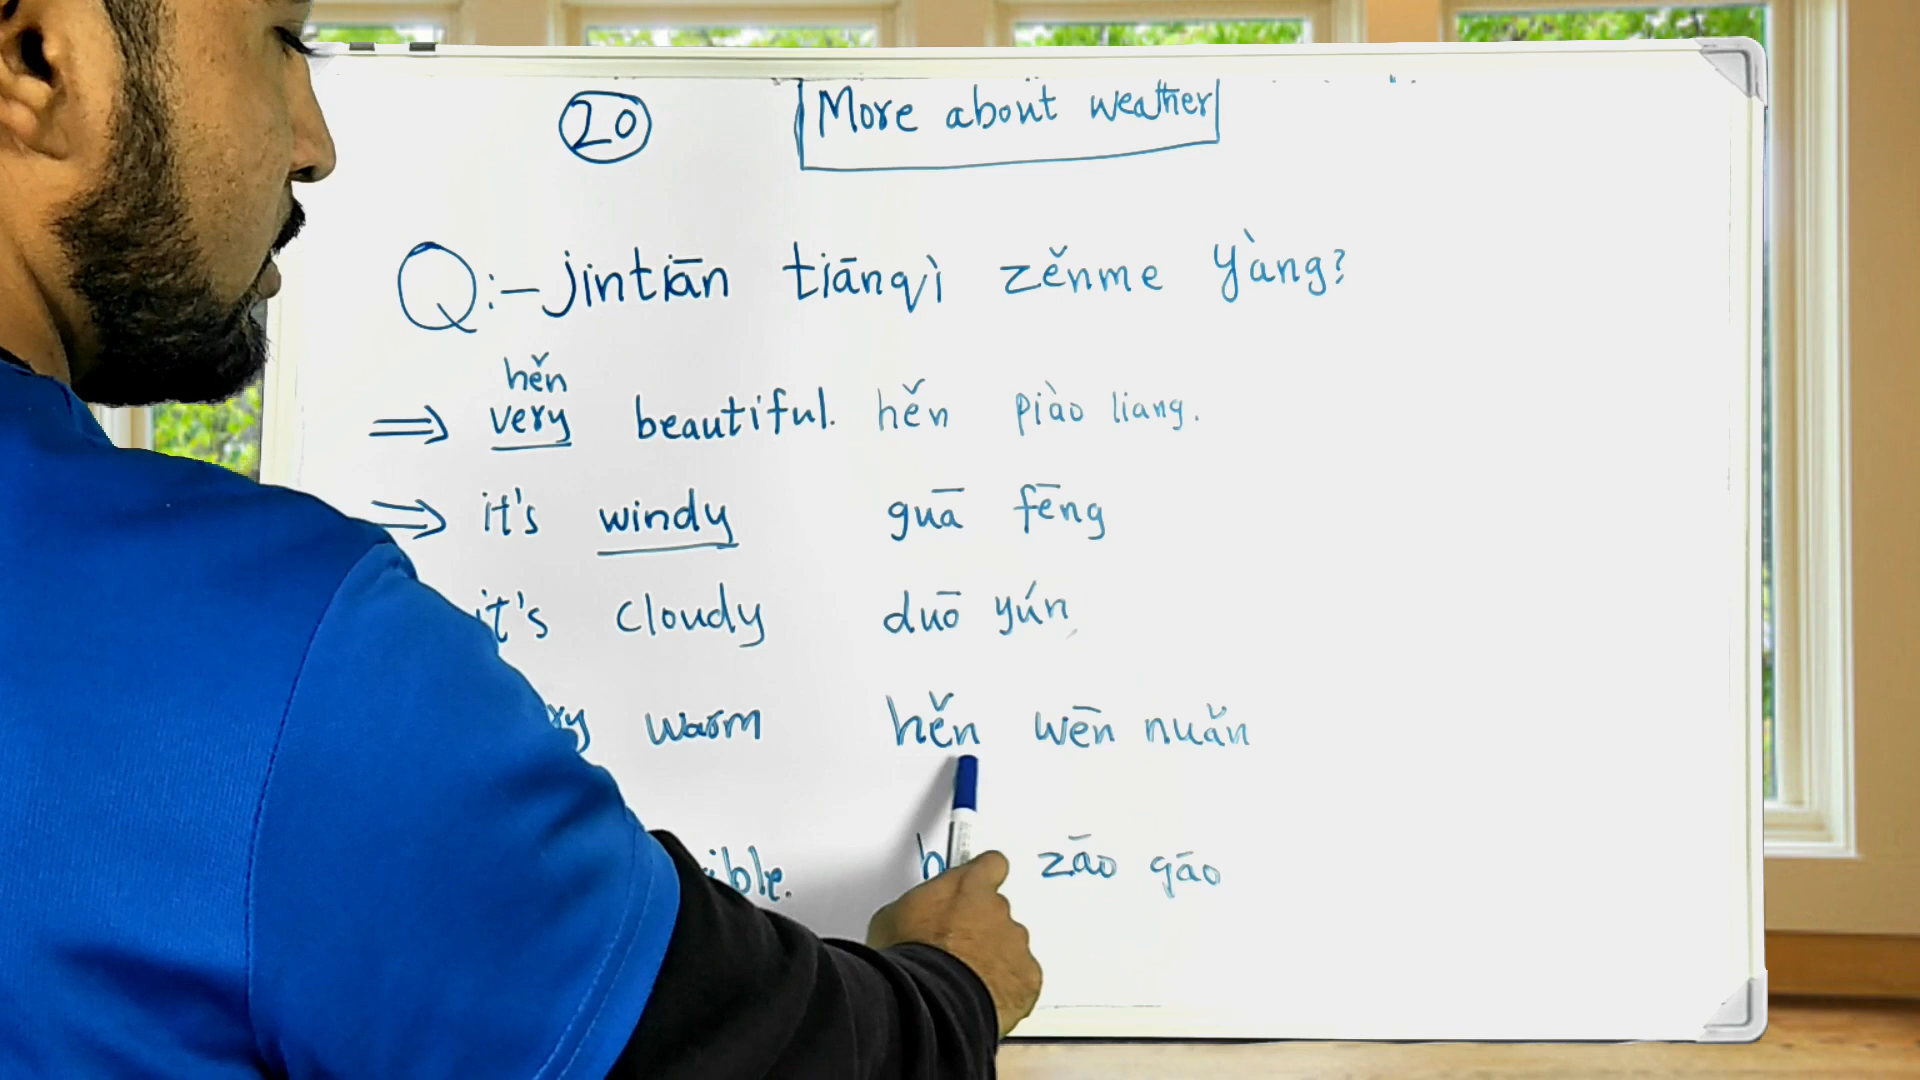 20 More about weather
Q:- jintiān tiānqì zěnme yàng?
hěn
⇒ very beautiful. hěn piào liang.
⇒ it's windy guā fēng
it's cloudy duō yún
warm hěn wēn nuǎn
zāo gāo